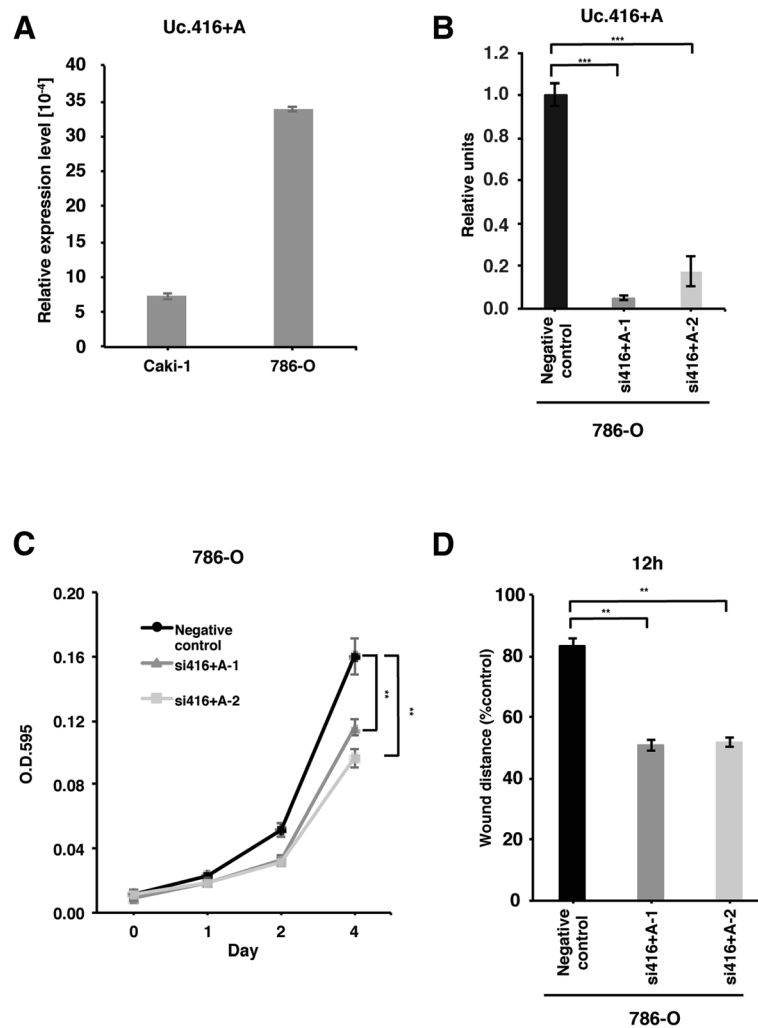 A
Uc.416+A
Relative expression level [10⁻⁴]
40
35
30
25
20
15
10
5
0
Caki-1
786-O
B
Uc.416+A
***
***
Relative units
1.2
1.0
0.8
0.6
0.4
0.2
0.0
Negative
control
si416+A-1
si416+A-2
786-O
C
786-O
O.D.595
0.20
0.16
0.12
0.08
0.04
0.00
Negative
control
si416+A-1
si416+A-2
**
**
0
1
2
4
Day
D
12h
**
**
Wound distance (%control)
100
80
60
40
20
0
Negative
control
si416+A-1
si416+A-2
786-O